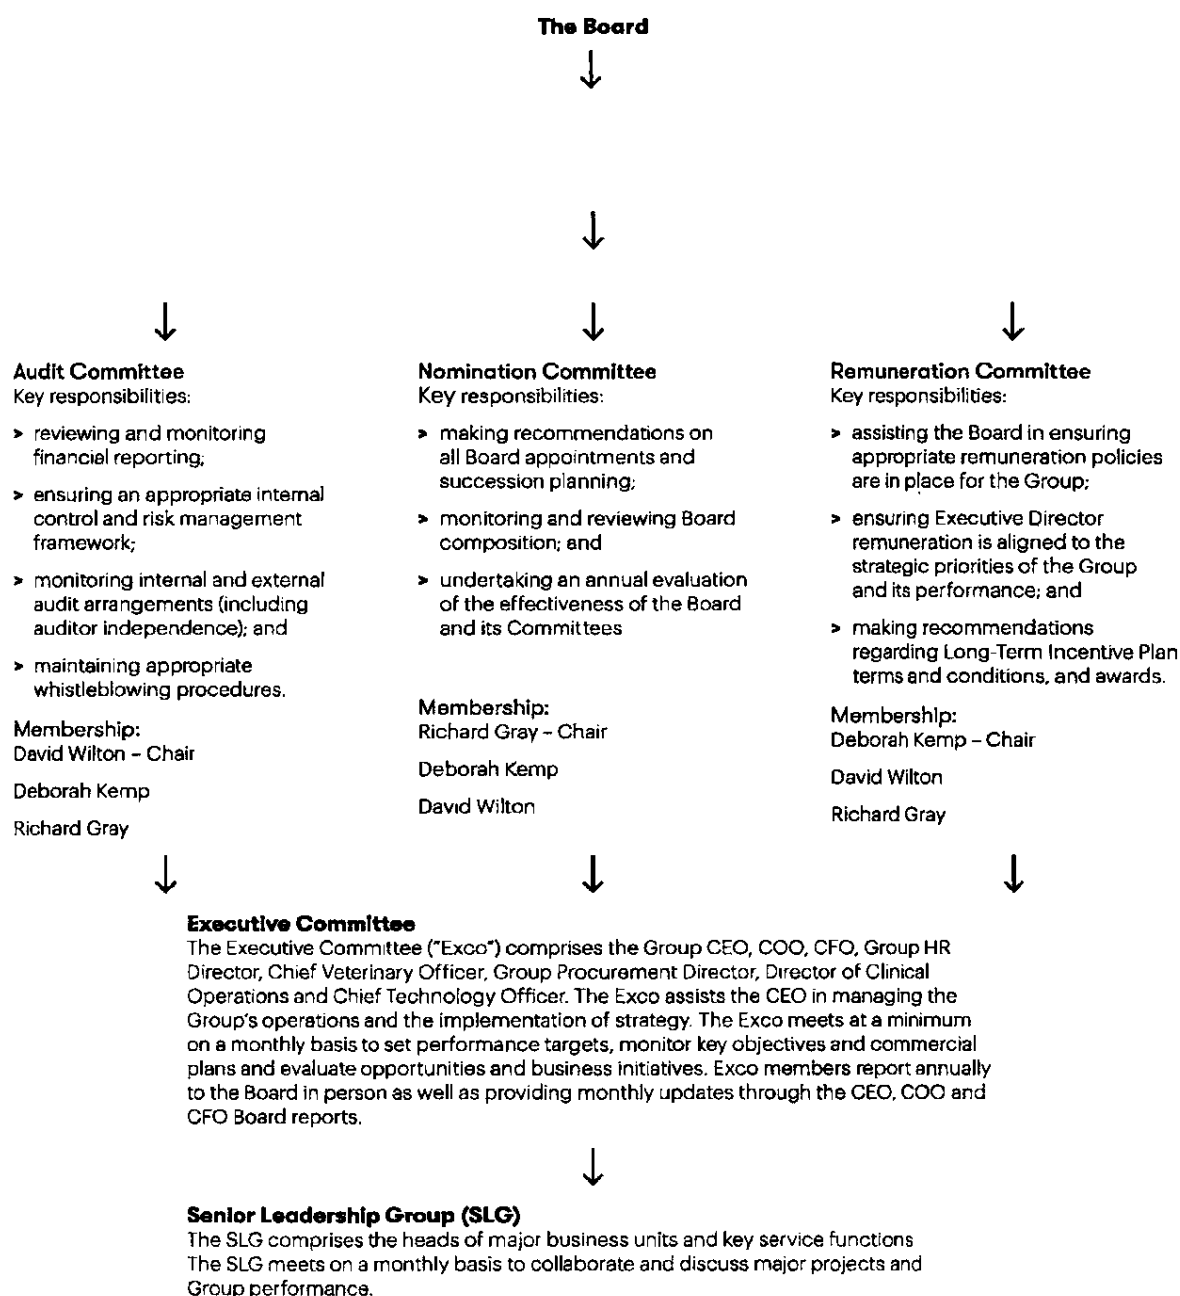 The Board
Audit Committee
Key responsibilities:
> reviewing and monitoring
financial reporting;
> ensuring an appropriate internal
control and risk management
framework;
> monitoring internal and external
audit arrangements (including
auditor independence); and
> maintaining appropriate
whistleblowing procedures.
Membership:
David Wilton – Chair
Deborah Kemp
Richard Gray
Nomination Committee
Key responsibilities:
> making recommendations on
all Board appointments and
succession planning;
> monitoring and reviewing Board
composition; and
> undertaking an annual evaluation
of the effectiveness of the Board
and its Committees
Membership:
Richard Gray – Chair
Deborah Kemp
David Wilton
Remuneration Committee
Key responsibilities:
> assisting the Board in ensuring
appropriate remuneration policies
are in place for the Group;
> ensuring Executive Director
remuneration is aligned to the
strategic priorities of the Group
and its performance; and
> making recommendations
regarding Long-Term Incentive Plan
terms and conditions, and awards.
Membership:
Deborah Kemp – Chair
David Wilton
Richard Gray
Executive Committee
The Executive Committee ("Exco") comprises the Group CEO, COO, CFO, Group HR
Director, Chief Veterinary Officer, Group Procurement Director, Director of Clinical
Operations and Chief Technology Officer. The Exco assists the CEO in managing the
Group's operations and the implementation of strategy. The Exco meets at a minimum
on a monthly basis to set performance targets, monitor key objectives and commercial
plans and evaluate opportunities and business initiatives. Exco members report annually
to the Board in person as well as providing monthly updates through the CEO, COO and
CFO Board reports.
Senior Leadership Group (SLG)
The SLG comprises the heads of major business units and key service functions
The SLG meets on a monthly basis to collaborate and discuss major projects and
Group performance.